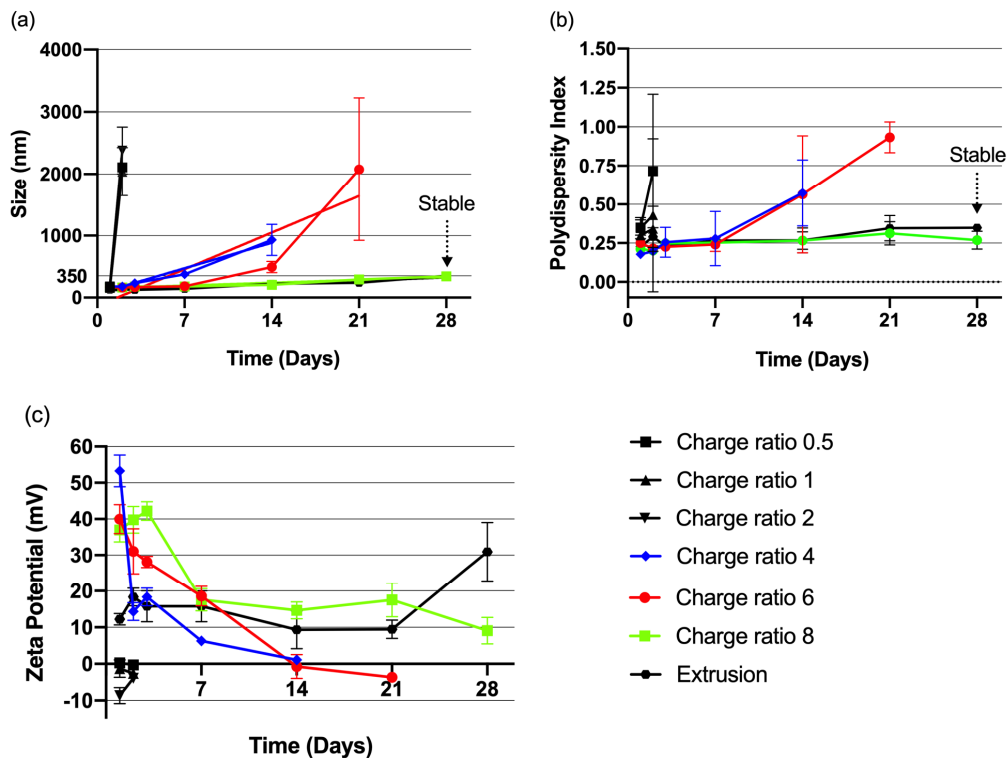 (a)
4000
3000
2000
1000
350
0
Size (nm)
Stable
0
7
14
21
28
Time (Days)
(b)
1.50
1.25
1.00
0.75
0.50
0.25
0.00
Polydispersity Index
Stable
0
7
14
21
28
Time (Days)
(c)
60
50
40
30
20
10
0
-10
Zeta Potential (mV)
7
14
21
28
Time (Days)
Charge ratio 0.5
Charge ratio 1
Charge ratio 2
Charge ratio 4
Charge ratio 6
Charge ratio 8
Extrusion